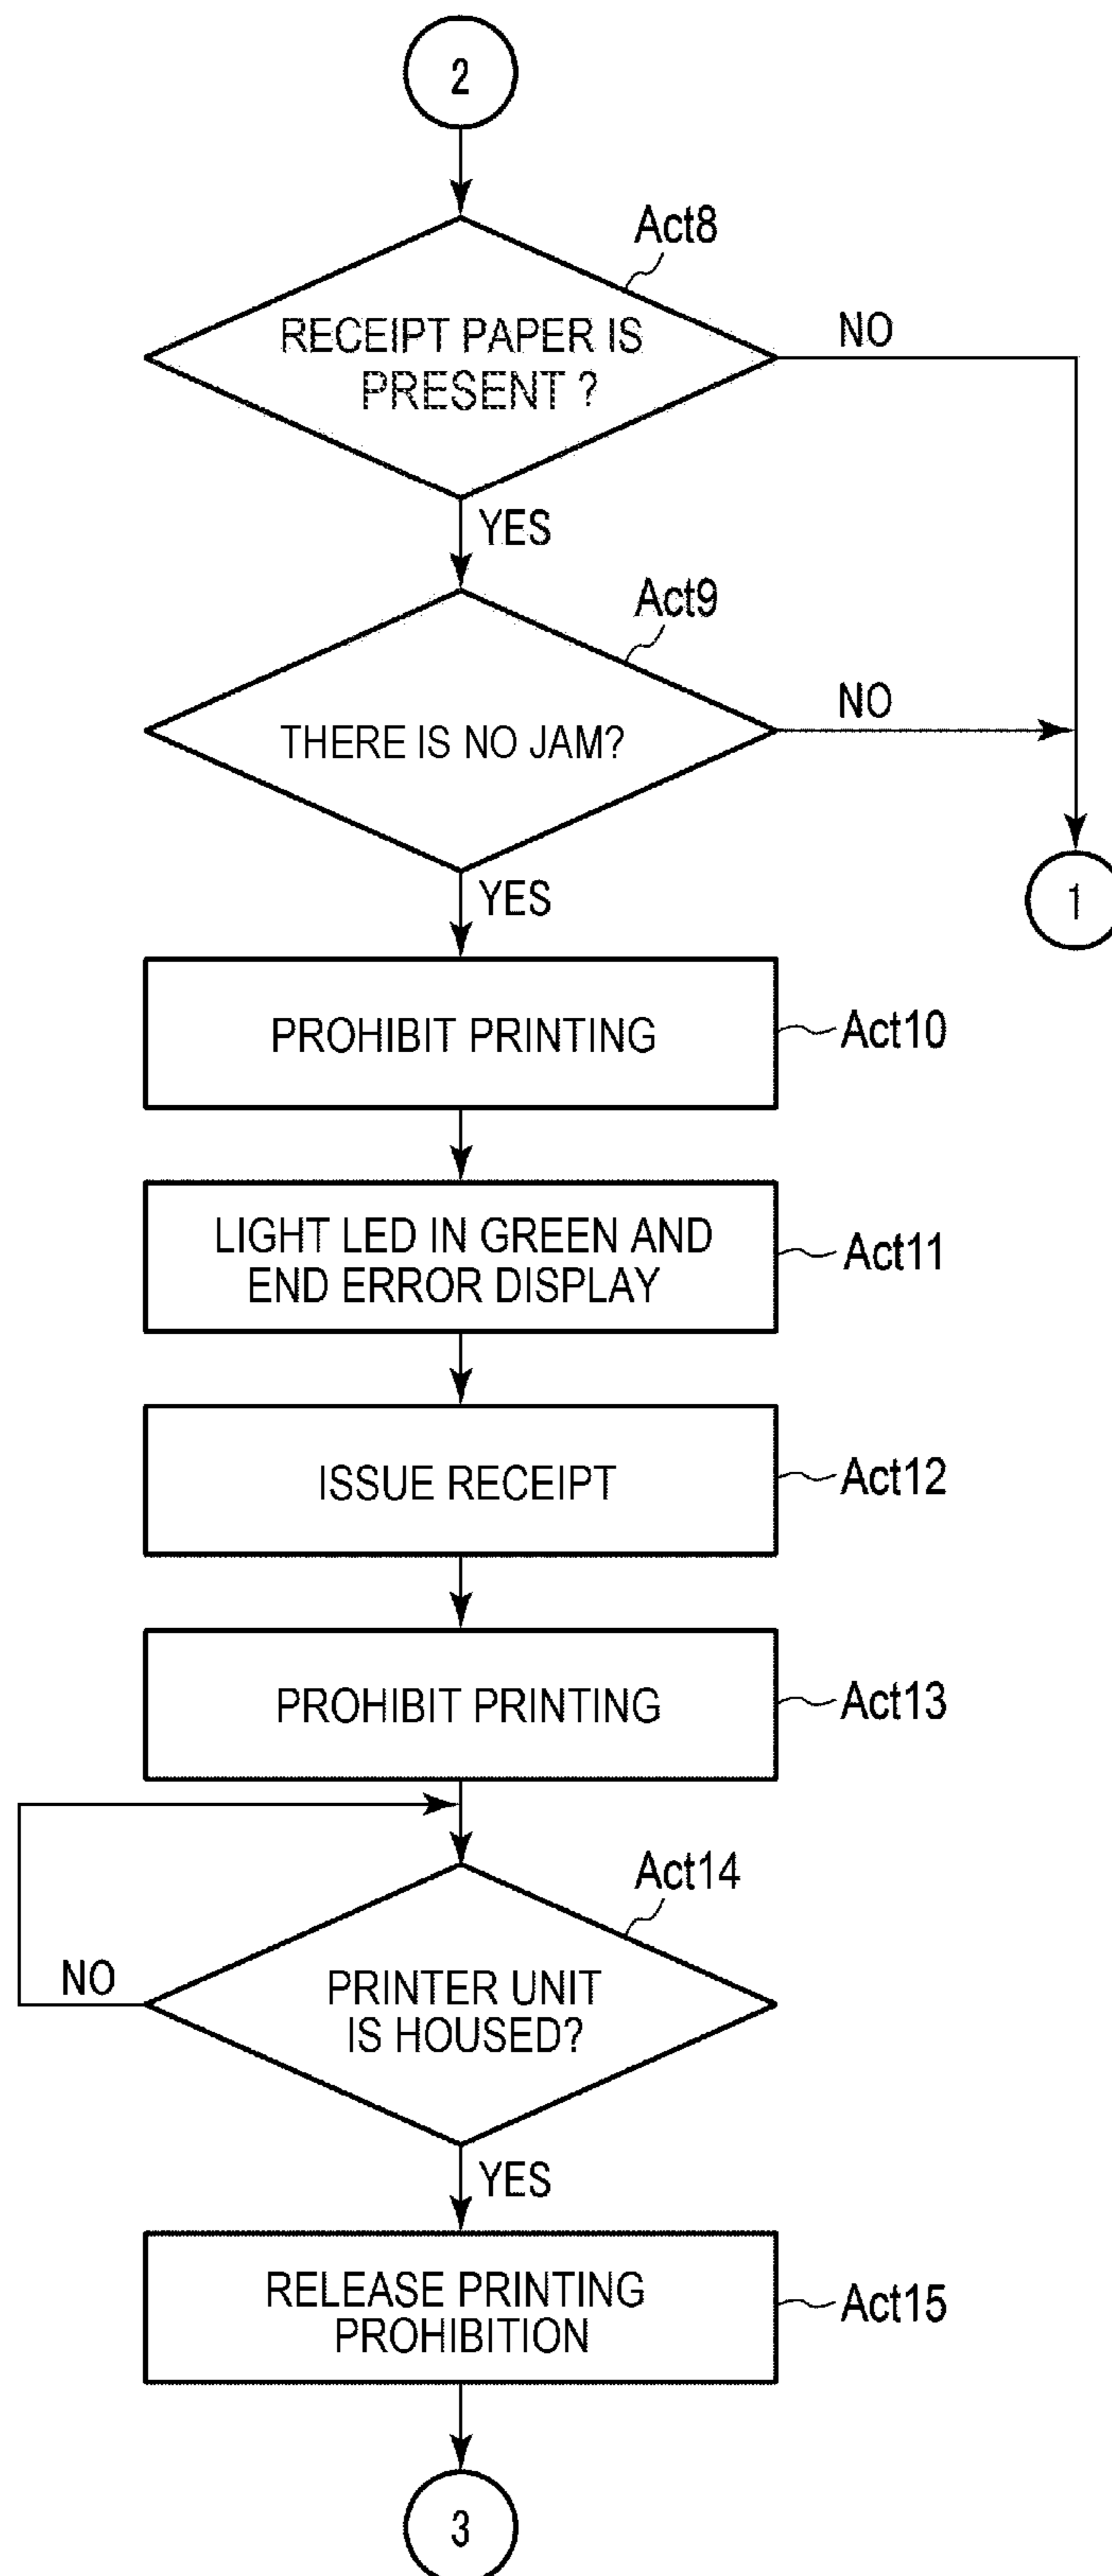 2
Act8
RECEIPT PAPER IS
PRESENT ?
NO
YES
Act9
THERE IS NO JAM?
NO
YES
1
PROHIBIT PRINTING
Act10
LIGHT LED IN GREEN AND
END ERROR DISPLAY
Act11
ISSUE RECEIPT
Act12
PROHIBIT PRINTING
Act13
Act14
PRINTER UNIT
IS HOUSED?
NO
YES
RELEASE PRINTING
PROHIBITION
Act15
3